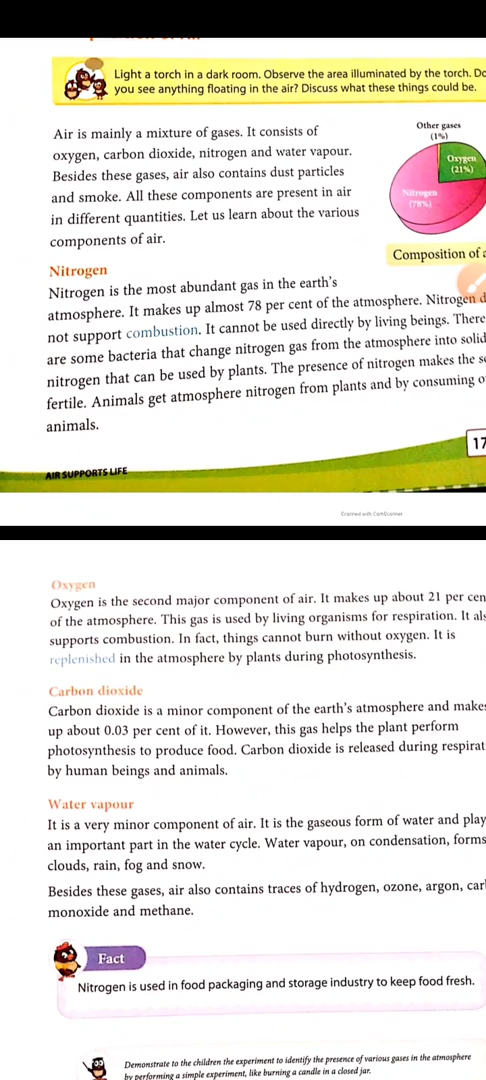 Light a torch in a dark room. Observe the area illuminated by the torch. Do
you see anything floating in the air? Discuss what these things could be.
Air is mainly a mixture of gases. It consists of
oxygen, carbon dioxide, nitrogen and water vapour.
Besides these gases, air also contains dust particles
and smoke. All these components are present in air
in different quantities. Let us learn about the various
components of air.
Other gases
(1%)
Oxygen
(21%)
Nitrogen
(78%)
Composition of
Nitrogen
Nitrogen is the most abundant gas in the earth's
atmosphere. It makes up almost 78 per cent of the atmosphere. Nitrogen d
not support combustion. It cannot be used directly by living beings. There
are some bacteria that change nitrogen gas from the atmosphere into solid
nitrogen that can be used by plants. The presence of nitrogen makes the s
fertile. Animals get atmosphere nitrogen from plants and by consuming o
animals.
17
AIR SUPPORTS LIFE
Scanned with CamScanner
Oxygen
Oxygen is the second major component of air. It makes up about 21 per cen
of the atmosphere. This gas is used by living organisms for respiration. It als
supports combustion. In fact, things cannot burn without oxygen. It is
replenished in the atmosphere by plants during photosynthesis.
Carbon dioxide
Carbon dioxide is a minor component of the earth's atmosphere and makes
up about 0.03 per cent of it. However, this gas helps the plant perform
photosynthesis to produce food. Carbon dioxide is released during respirat
by human beings and animals.
Water vapour
It is a very minor component of air. It is the gaseous form of water and play
an important part in the water cycle. Water vapour, on condensation, forms
clouds, rain, fog and snow.
Besides these gases, air also contains traces of hydrogen, ozone, argon, car
monoxide and methane.
Fact
Nitrogen is used in food packaging and storage industry to keep food fresh.
Demonstrate to the children the experiment to identify the presence of various gases in the atmosphere
by performing a simple experiment, like burning a candle in a closed jar.